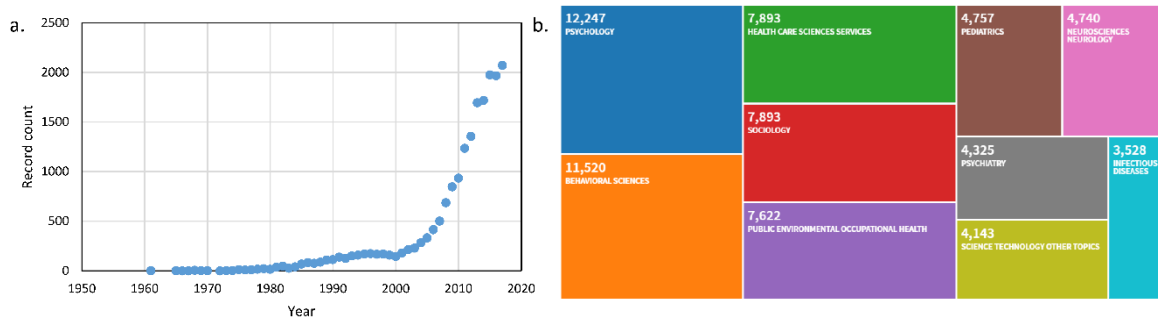 a.
2500
2000
1500
1000
500
0
Record count
1950
1960
1970
1980
1990
2000
2010
2020
Year
b.
12,247
PSYCHOLOGY
11,520
BEHAVIORAL SCIENCES
7,893
HEALTH CARE SCIENCES SERVICES
7,893
SOCIOLOGY
7,622
PUBLIC ENVIRONMENTAL OCCUPATIONAL HEALTH
4,757
PEDIATRICS
4,740
NEUROSCIENCES
NEUROLOGY
4,325
PSYCHIATRY
3,528
INFECTIOUS
DISEASES
4,143
SCIENCE TECHNOLOGY OTHER TOPICS